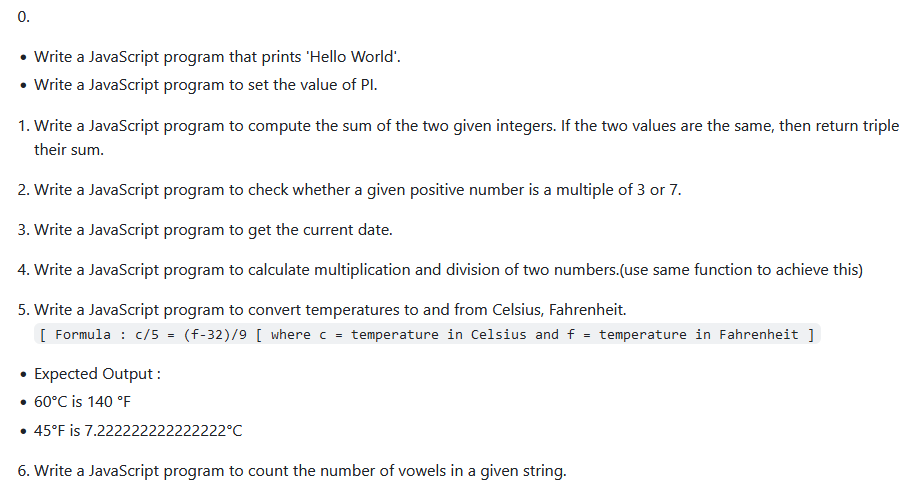 0.
• Write a JavaScript program that prints 'Hello World'.
• Write a JavaScript program to set the value of PI.
1. Write a JavaScript program to compute the sum of the two given integers. If the two values are the same, then return triple
their sum.
2. Write a JavaScript program to check whether a given positive number is a multiple of 3 or 7.
3. Write a JavaScript program to get the current date.
4. Write a JavaScript program to calculate multiplication and division of two numbers.(use same function to achieve this)
5. Write a JavaScript program to convert temperatures to and from Celsius, Fahrenheit.
[ Formula : c/5 = (f-32)/9 [ where c = temperature in Celsius and f = temperature in Fahrenheit ]
• Expected Output :
• 60°C is 140 °F
• 45°F is 7.222222222222222°C
6. Write a JavaScript program to count the number of vowels in a given string.